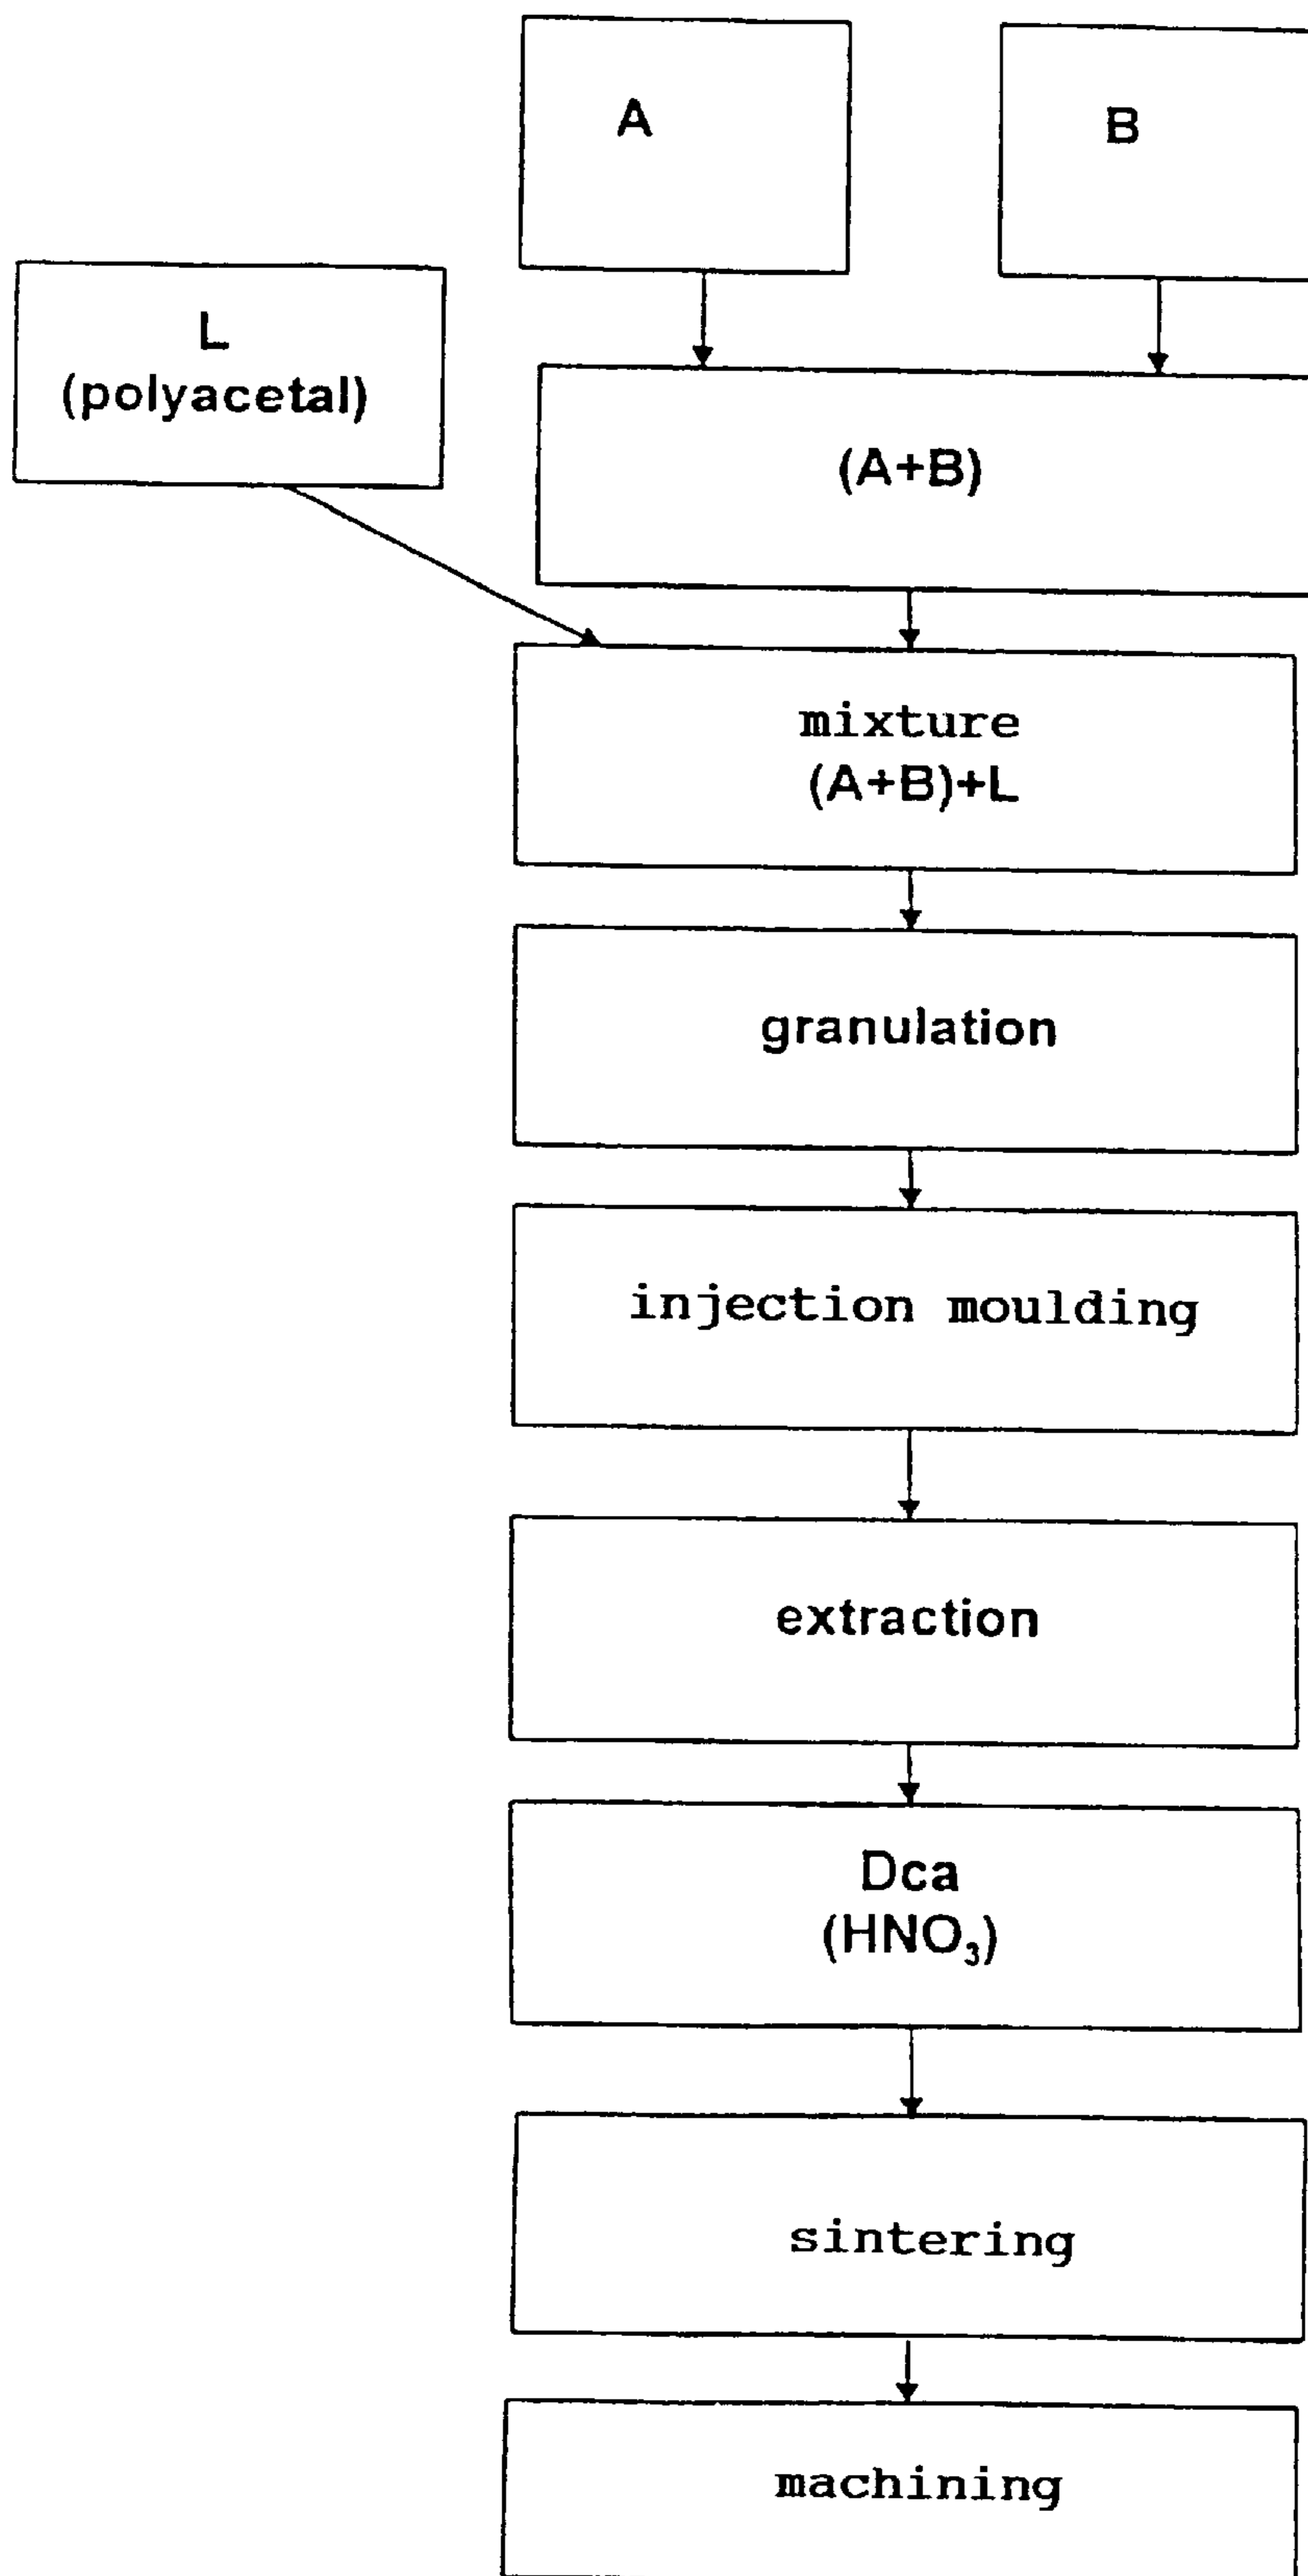 A
B
L
(polyacetal)
(A+B)
mixture
(A+B)+L
granulation
injection moulding
extraction
Dca
(HNO₃)
sintering
machining